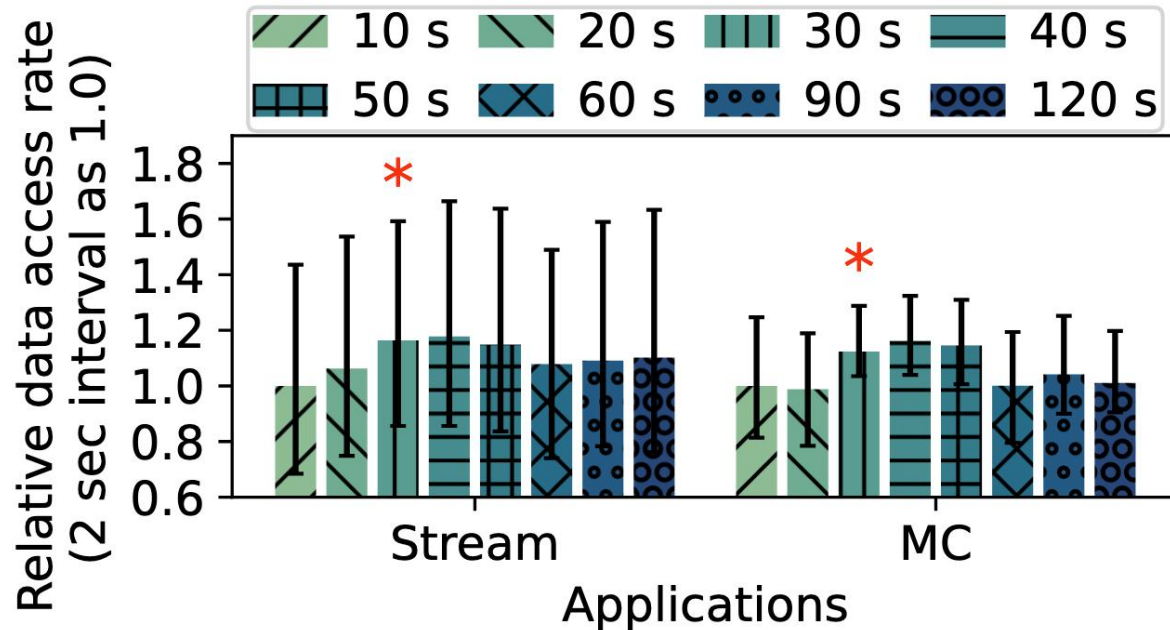 10 s 20 s 30 s 40 s
50 s 60 s 90 s 120 s
Relative data access rate
(2 sec interval as 1.0)
1.8
1.6
1.4
1.2
1.0
0.8
0.6
*
*
Stream MC
Applications